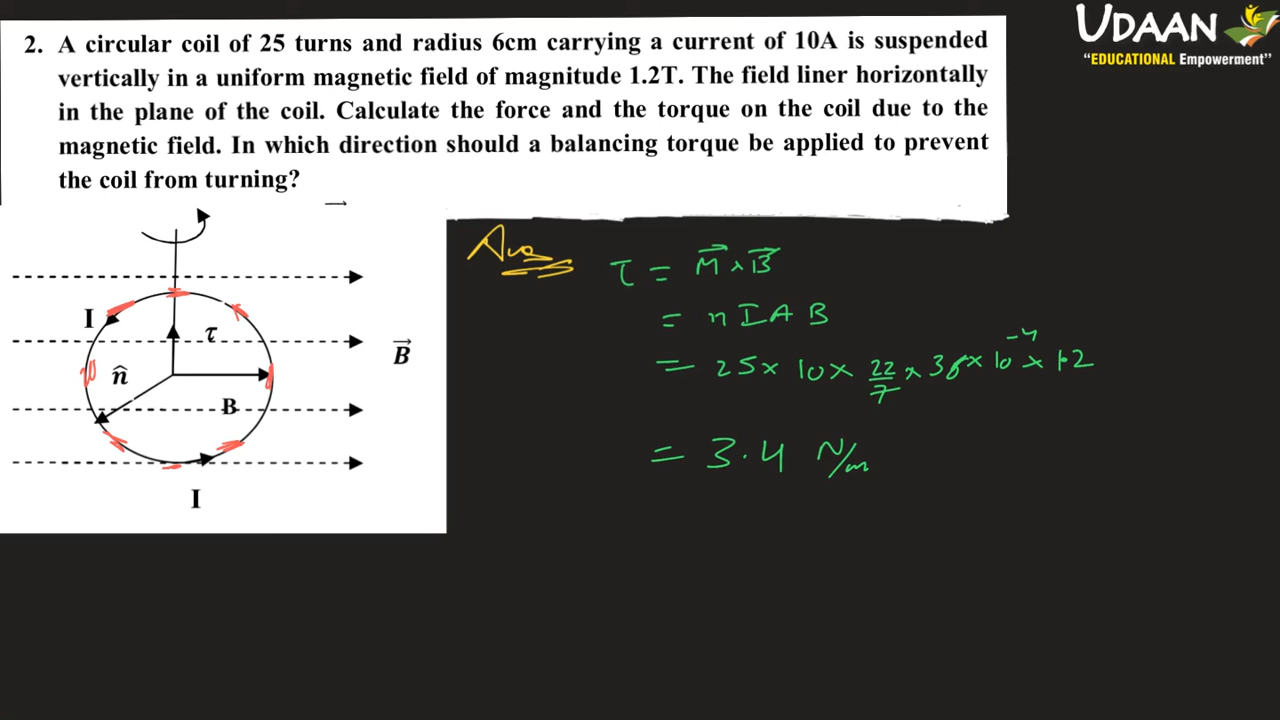 UDAAN
“EDUCATIONAL Empowerment”
2. A circular coil of 25 turns and radius 6cm carrying a current of 10A is suspended
vertically in a uniform magnetic field of magnitude 1.2T. The field liner horizontally
in the plane of the coil. Calculate the force and the torque on the coil due to the
magnetic field. In which direction should a balancing torque be applied to prevent
the coil from turning?
Ans
τ = M⃗ × B⃗
= n I A B
= 25 × 10 × 22/7 × 36 × 10⁻⁴ × 1.2
= 3.4 N/m
I
τ
B⃗
n̂
B
I